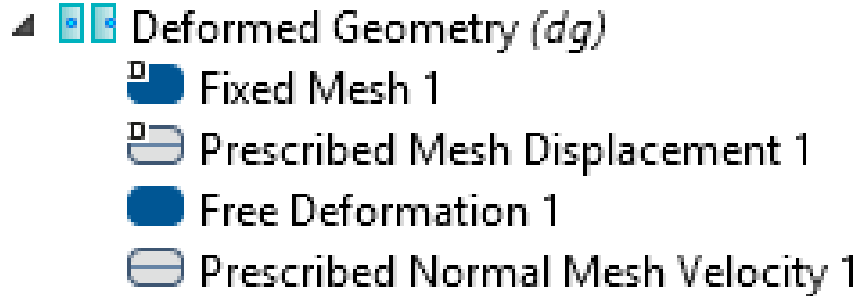 Deformed Geometry (dg)
D Fixed Mesh 1
D Prescribed Mesh Displacement 1
Free Deformation 1
Prescribed Normal Mesh Velocity 1